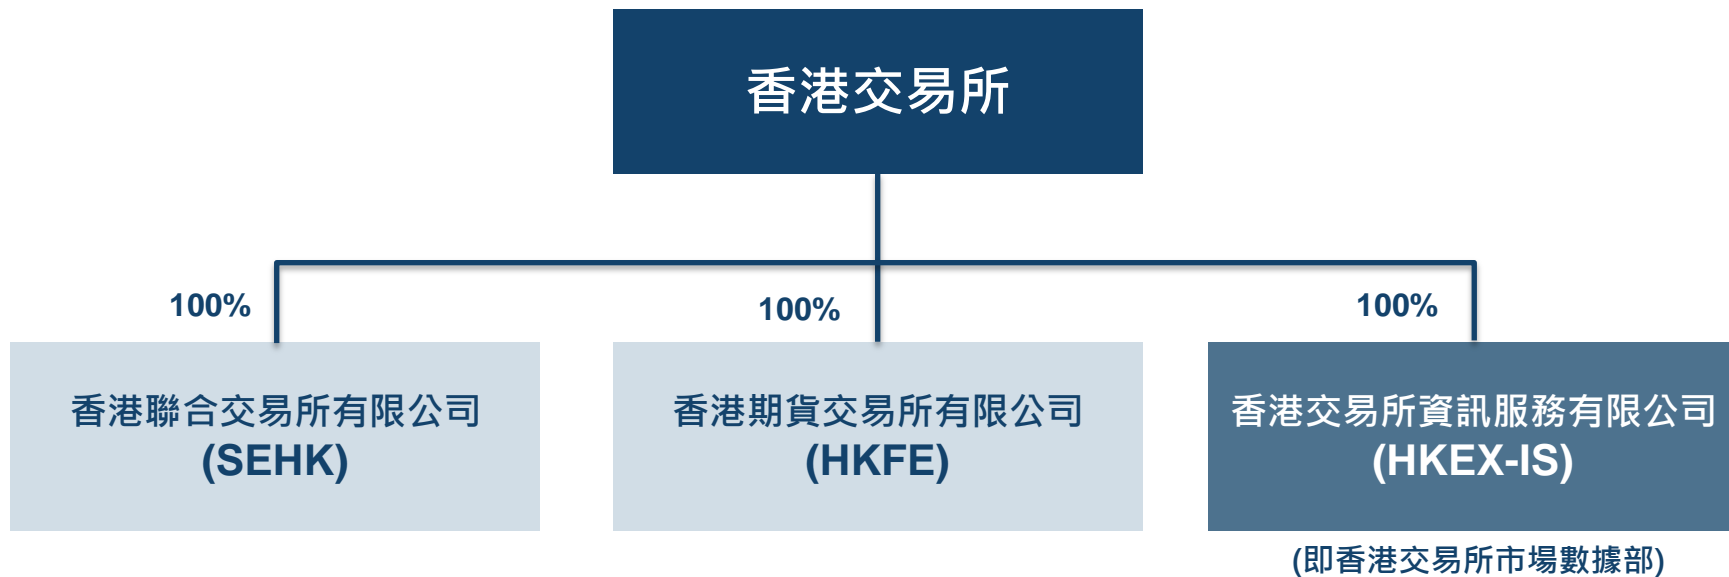 香港交易所
100%
100%
100%
香港聯合交易所有限公司
(SEHK)
香港期貨交易所有限公司
(HKFE)
香港交易所資訊服務有限公司
(HKEX-IS)
(即香港交易所市場數據部)